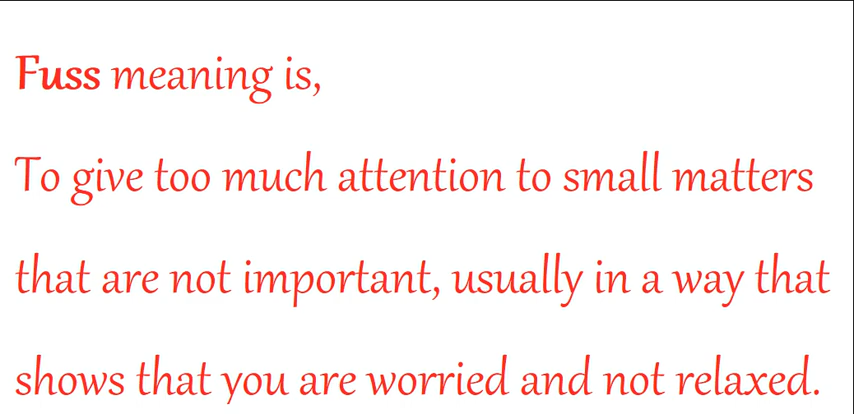 Fuss meaning is,
To give too much attention to small matters
that are not important, usually in a way that
shows that you are worried and not relaxed.